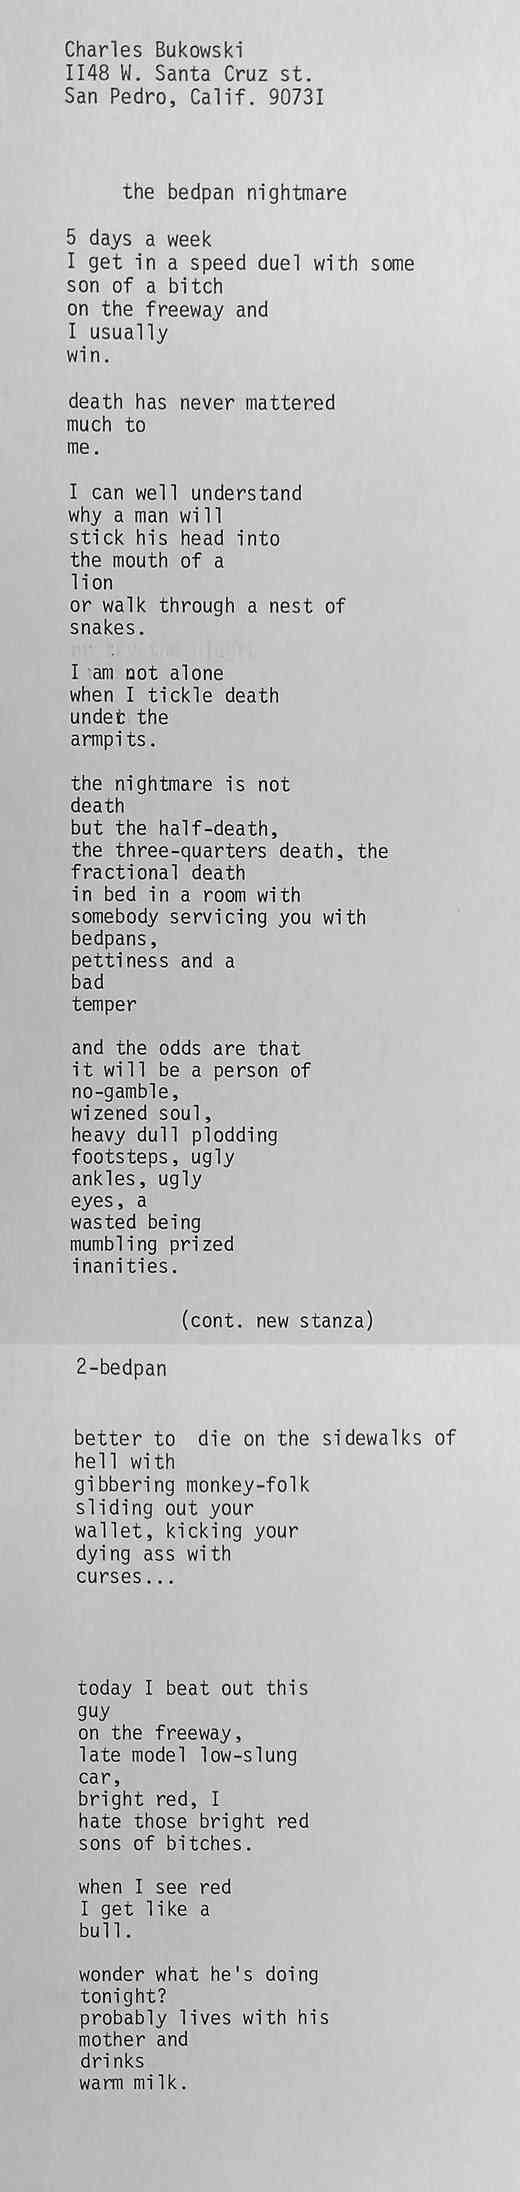 Charles Bukowski
II48 W. Santa Cruz st.
San Pedro, Calif. 9073I
the bedpan nightmare
5 days a week
I get in a speed duel with some
son of a bitch
on the freeway and
I usually
win.
death has never mattered
much to
me.
I can well understand
why a man will
stick his head into
the mouth of a
lion
or walk through a nest of
snakes.
I am not alone
when I tickle death
under the
armpits.
the nightmare is not
death
but the half-death,
the three-quarters death, the
fractional death
in bed in a room with
somebody servicing you with
bedpans,
pettiness and a
bad
temper
and the odds are that
it will be a person of
no-gamble,
wizened soul,
heavy dull plodding
footsteps, ugly
ankles, ugly
eyes, a
wasted being
mumbling prized
inanities.
(cont. new stanza)
2-bedpan
better to  die on the sidewalks of
hell with
gibbering monkey-folk
sliding out your
wallet, kicking your
dying ass with
curses...
today I beat out this
guy
on the freeway,
late model low-slung
car,
bright red, I
hate those bright red
sons of bitches.
when I see red
I get like a
bull.
wonder what he's doing
tonight?
probably lives with his
mother and
drinks
warm milk.